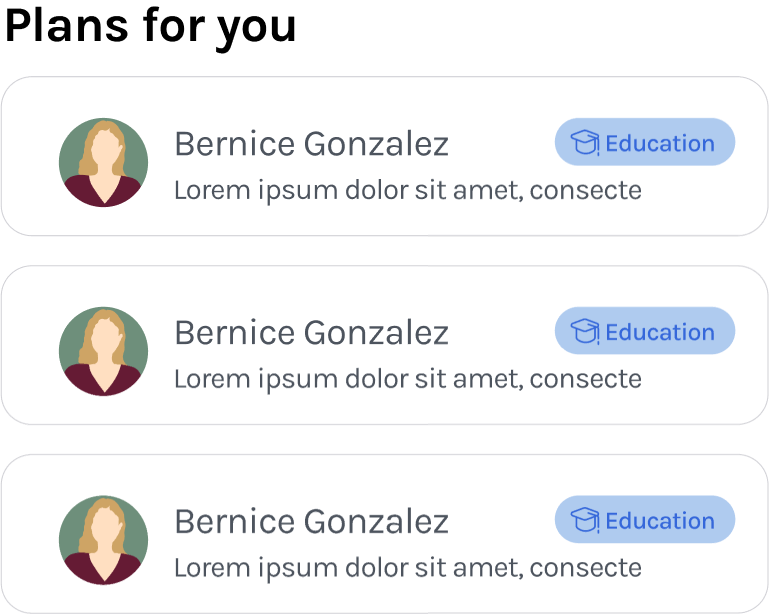 Plans for you
Bernice Gonzalez
Education
Lorem ipsum dolor sit amet, consecte
Bernice Gonzalez
Education
Lorem ipsum dolor sit amet, consecte
Bernice Gonzalez
Education
Lorem ipsum dolor sit amet, consecte